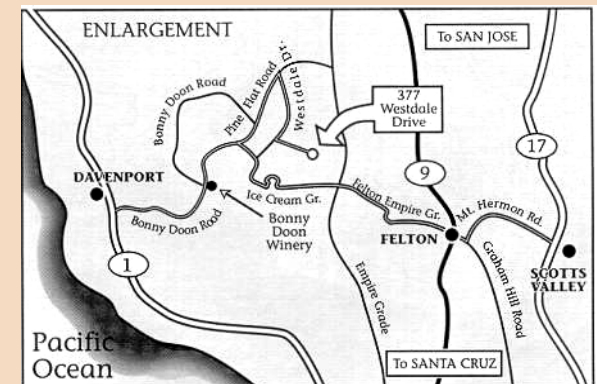 ENLARGEMENT
To SAN JOSE
Bonny Doon Road
Pine Flat Road
Westdale Dr.
377
Westdale
Drive
9
17
DAVENPORT
Ice Cream Gr.
Felton Empire Gr.
Mt. Hermon Rd.
Bonny Doon Road
Bonny
Doon
Winery
FELTON
Graham Hill Road
SCOTTS
VALLEY
1
Empire Grade
Pacific
Ocean
To SANTA CRUZ